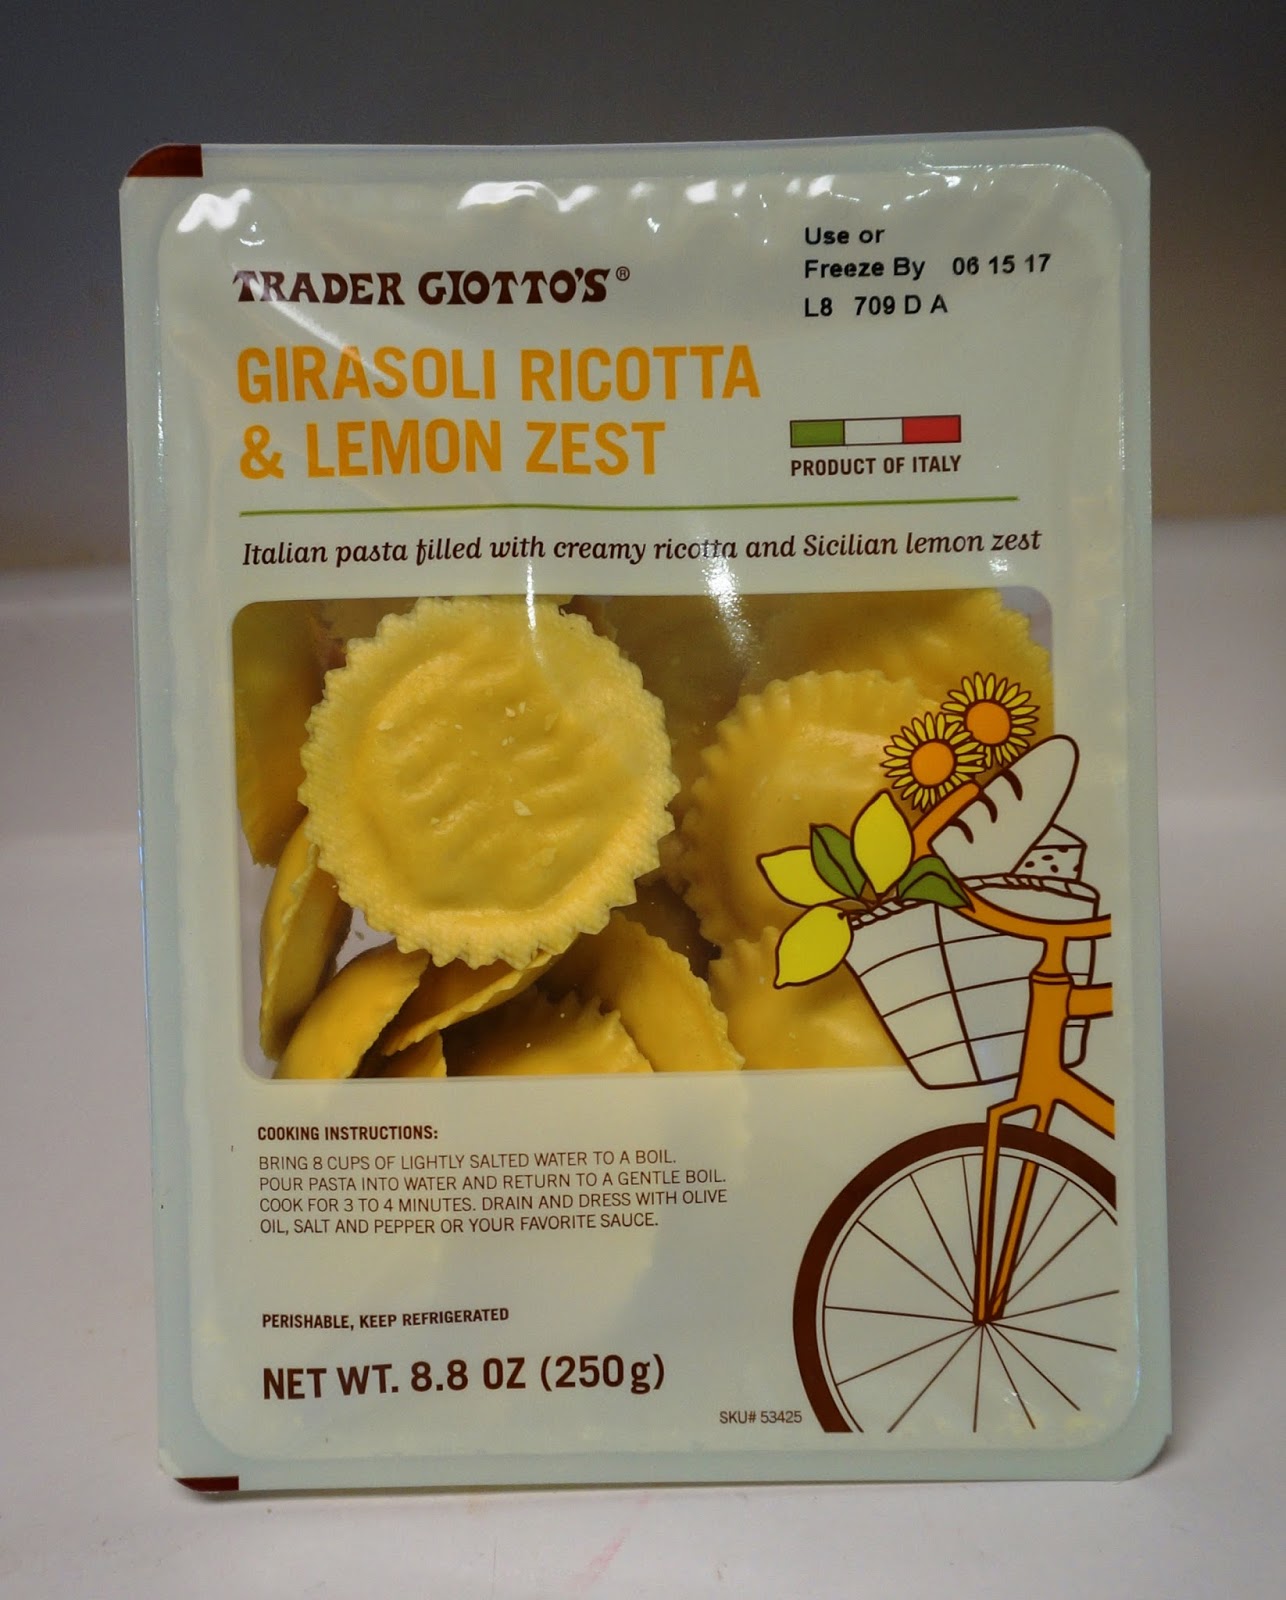 Use or
Freeze By 06 15 17
L8 709 D A
TRADER GIOTTO'S®
GIRASOLI RICOTTA
& LEMON ZEST
PRODUCT OF ITALY
Italian pasta filled with creamy ricotta and Sicilian lemon zest
COOKING INSTRUCTIONS:
BRING 8 CUPS OF LIGHTLY SALTED WATER TO A BOIL.
POUR PASTA INTO WATER AND RETURN TO A GENTLE BOIL.
COOK FOR 3 TO 4 MINUTES. DRAIN AND DRESS WITH OLIVE
OIL, SALT AND PEPPER OR YOUR FAVORITE SAUCE.
PERISHABLE, KEEP REFRIGERATED
NET WT. 8.8 OZ (250g)
SKU# 53425